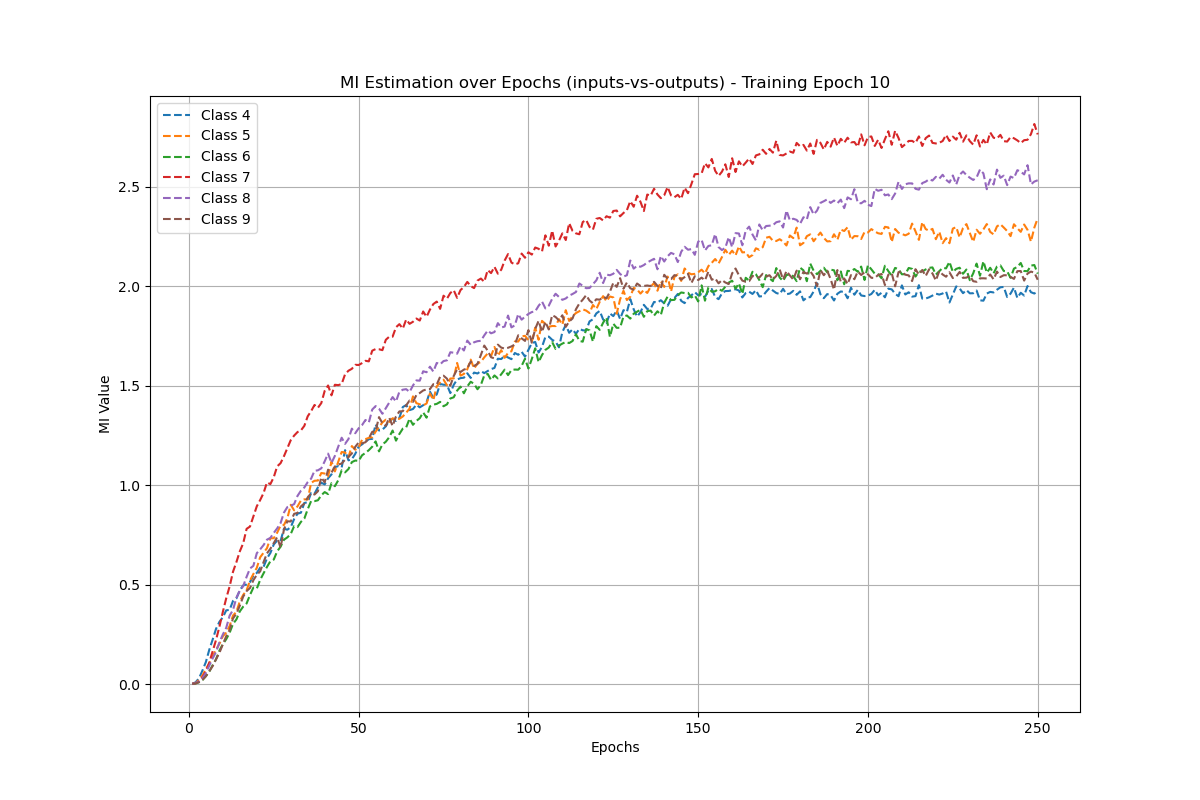 MI Estimation over Epochs (inputs-vs-outputs) - Training Epoch 10
Class 4
Class 5
Class 6
Class 7
Class 8
Class 9
MI Value
2.5
2.0
1.5
1.0
0.5
0.0
0 50 100 150 200 250
Epochs